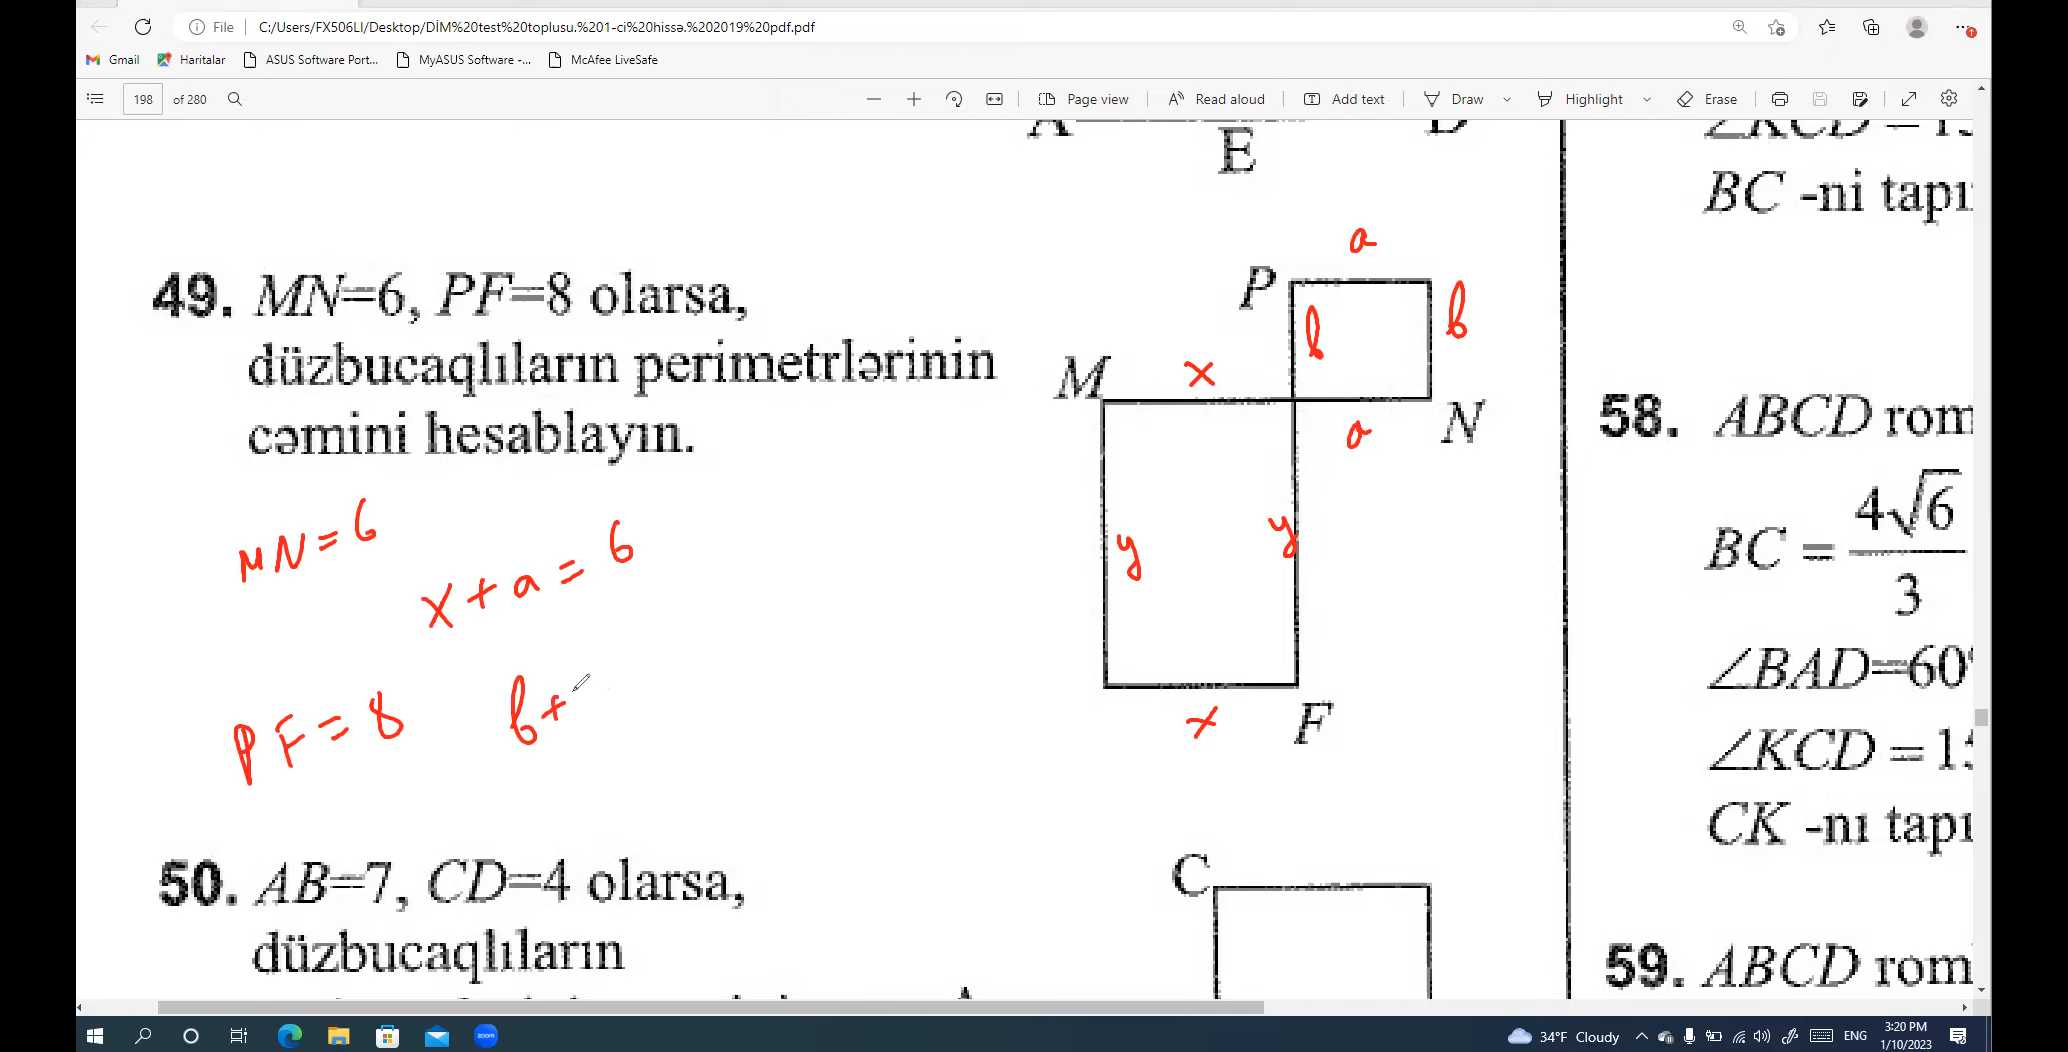 File C:/Users/FX506LI/Desktop/DİM%20test%20toplusu.%201-ci%20hissə.%202019%20pdf.pdf
Gmail Haritalar ASUS Software Port... MyASUS Software -... McAfee LiveSafe
198 of 280 Page view Read aloud Add text Draw Highlight Erase
E
49. MN=6, PF=8 olarsa,
düzbucaqlıların perimetrlərinin
cəmini hesablayın.
P
M
N
F
a
b
b
x
a
y
y
x
MN=6
x+a=6
PF=8
b+
50. AB=7, CD=4 olarsa,
düzbucaqlıların
C
BC -ni tapı
58. ABCD rom
BC = 4√6/3
∠BAD=60°
∠KCD = 15
CK -nı tapı
59. ABCD rom
zoom
34°F Cloudy ENG
3:20 PM
1/10/2023